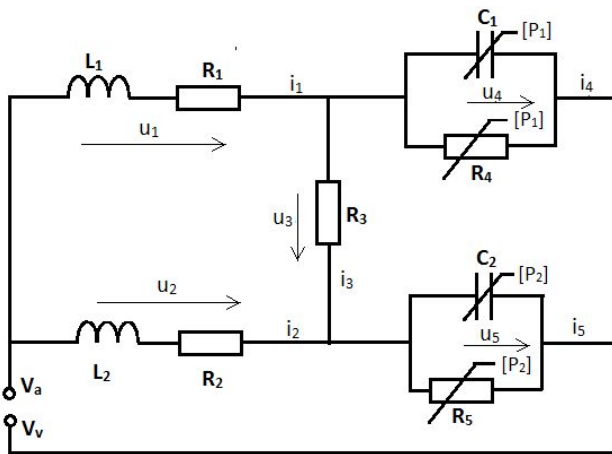 C₁
[P₁]
L₁
R₁
i₁
u₄
i₄
[P₁]
u₁
R₄
u₃
R₃
C₂
[P₂]
u₂
i₃
i₂
u₅
i₅
L₂
R₂
[P₂]
Vₐ
R₅
Vᵥ